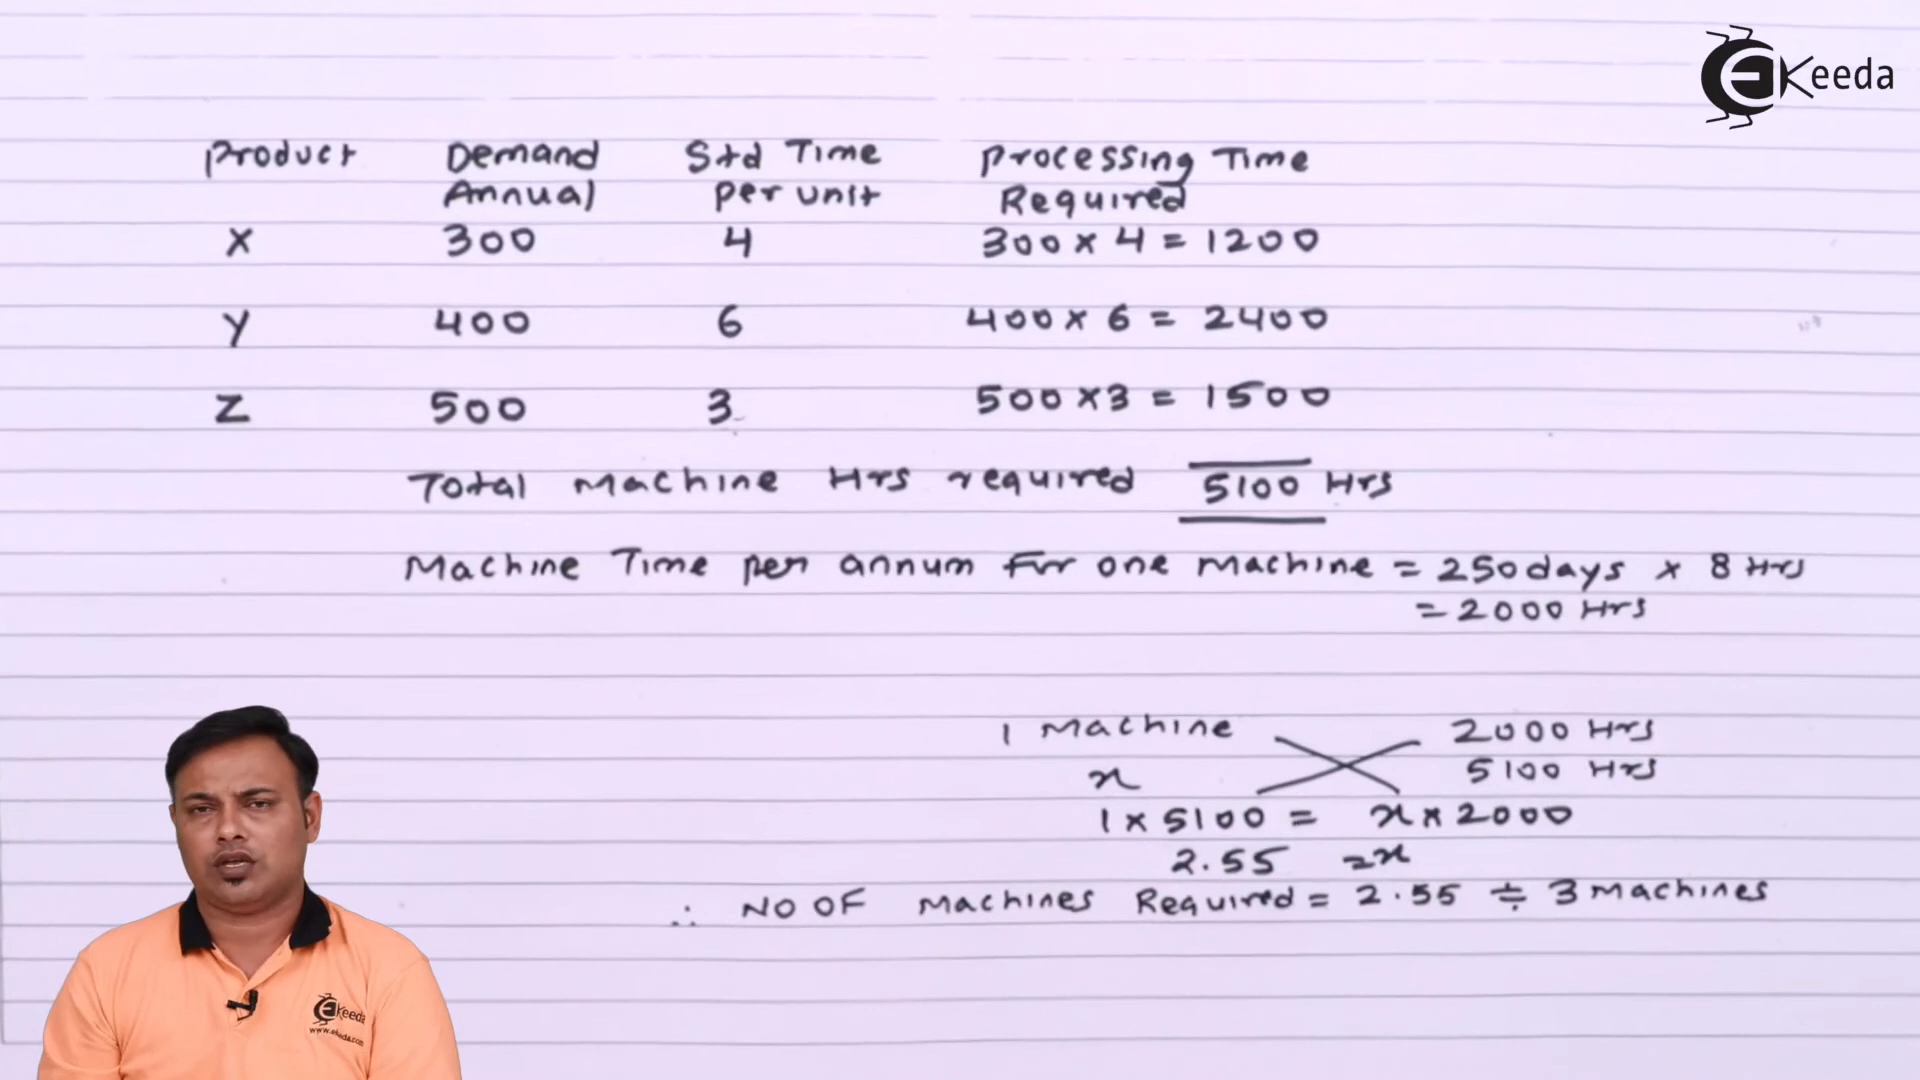 Keeda
Product Demand Annual Std Time per unit Processing Time Required
X 300 4 300 x 4 = 1200
Y 400 6 400 x 6 = 2400
Z 500 3 500 x 3 = 1500
Total Machine Hrs required 5100 Hrs
Machine Time per annum for one machine = 250 days x 8 Hrs
= 2000 Hrs
1 Machine 2000 Hrs
x 5100 Hrs
1 x 5100 = x x 2000
2.55 = x
∴ NO OF Machines Required = 2.55 ≑ 3 Machines
Keeda